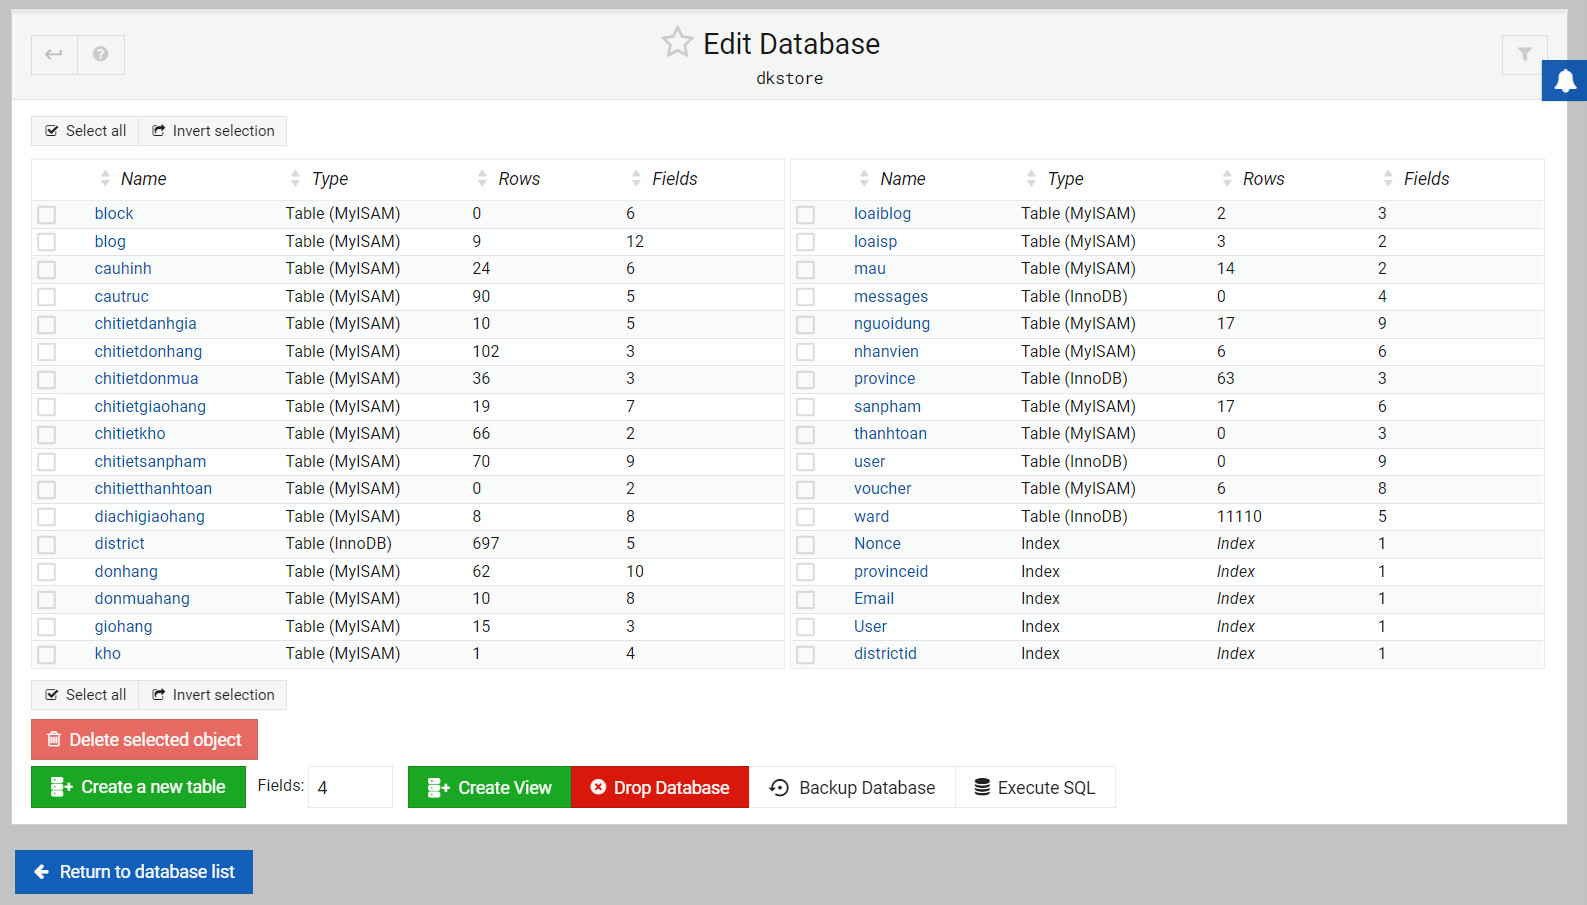 Edit Database
dkstore
Select all Invert selection
Name Type Rows Fields
block Table (MyISAM) 0 6
blog Table (MyISAM) 9 12
cauhinh Table (MyISAM) 24 6
cautruc Table (MyISAM) 90 5
chitietdanhgia Table (MyISAM) 10 5
chitietdonhang Table (MyISAM) 102 3
chitietdonmua Table (MyISAM) 36 3
chitietgiaohang Table (MyISAM) 19 7
chitietkho Table (MyISAM) 66 2
chitietsanpham Table (MyISAM) 70 9
chitietthanhtoan Table (MyISAM) 0 2
diachigiaohang Table (MyISAM) 8 8
district Table (InnoDB) 697 5
donhang Table (MyISAM) 62 10
donmuahang Table (MyISAM) 10 8
giohang Table (MyISAM) 15 3
kho Table (MyISAM) 1 4
Name Type Rows Fields
loaiblog Table (MyISAM) 2 3
loaisp Table (MyISAM) 3 2
mau Table (MyISAM) 14 2
messages Table (InnoDB) 0 4
nguoidung Table (MyISAM) 17 9
nhanvien Table (MyISAM) 6 6
province Table (InnoDB) 63 3
sanpham Table (MyISAM) 17 6
thanhtoan Table (MyISAM) 0 3
user Table (InnoDB) 0 9
voucher Table (MyISAM) 6 8
ward Table (InnoDB) 11110 5
Nonce Index Index 1
provinceid Index Index 1
Email Index Index 1
User Index Index 1
districtid Index Index 1
Select all Invert selection
Delete selected object
Create a new table Fields: 4 Create View Drop Database Backup Database Execute SQL
Return to database list